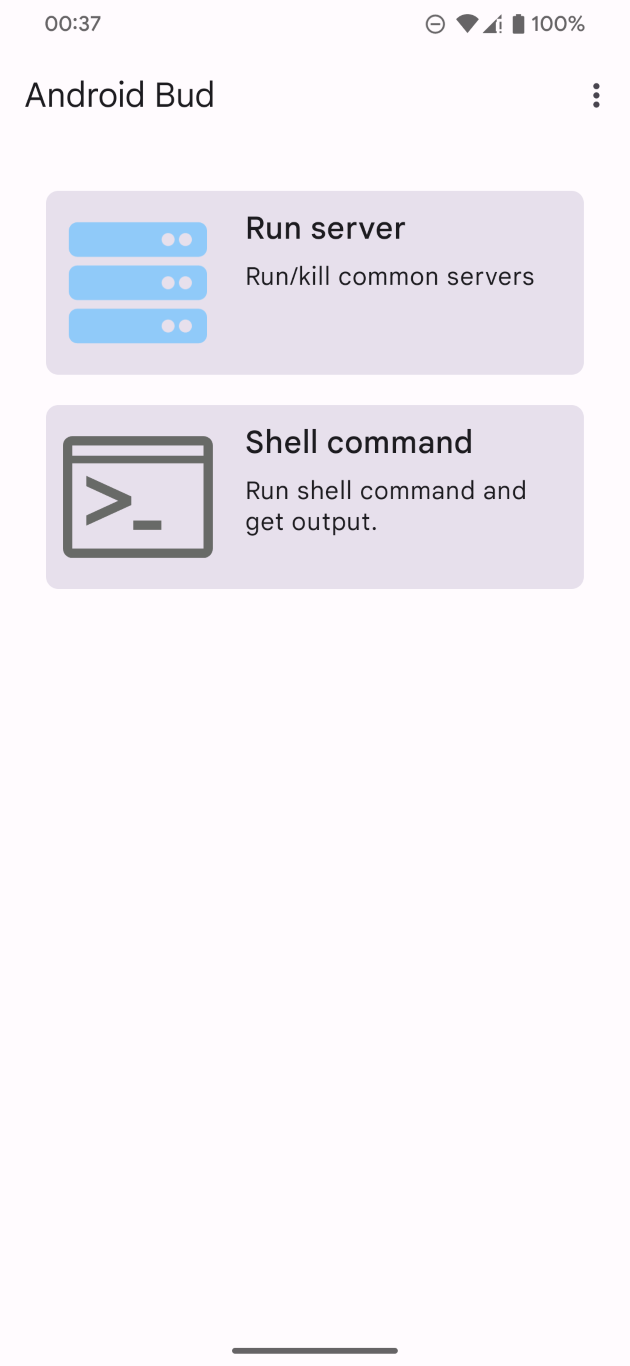 00:37
100%
Android Bud
Run server
Run/kill common servers
>_
Shell command
Run shell command and
get output.